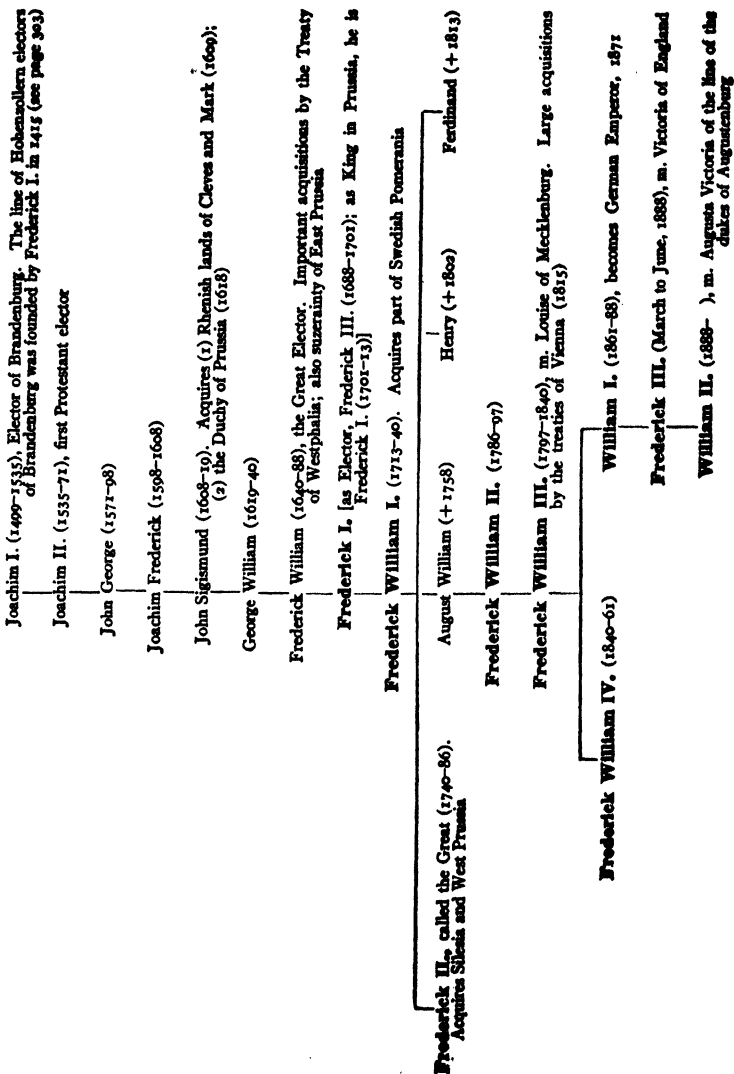 Joachim I. (1499–1535), Elector of Brandenburg. The line of Hohenzollern electors
of Brandenburg was founded by Frederick I. in 1415 (see page 303)
Joachim II. (1535–71), first Protestant elector
John George (1571–98)
Joachim Frederick (1598–1608)
John Sigismund (1608–19). Acquires (1) Rhenish lands of Cleves and Mark (1609);
(2) the Duchy of Prussia (1618)
George William (1619–40)
Frederick William (1640–88), the Great Elector. Important acquisitions by the Treaty
of Westphalia; also suzerainty of East Prussia
Frederick I. [as Elector, Frederick III. (1688–1701); as King in Prussia, he is
Frederick I. (1701–13)]
Frederick William I. (1713–40). Acquires part of Swedish Pomerania
Frederick II., called the Great (1740–86).
Acquires Silesia and West Prussia
August William (+1758)
Henry (+1802)
Ferdinand (+1813)
Frederick William II. (1786–97)
Frederick William III. (1797–1840), m. Louise of Mecklenburg. Large acquisitions
by the treaties of Vienna (1815)
Frederick William IV. (1840–61)
William I. (1861–88), becomes German Emperor, 1871
Frederick III. (March to June, 1888), m. Victoria of England
William II. (1888– ), m. Augusta Victoria of the line of the
dukes of Augustenburg